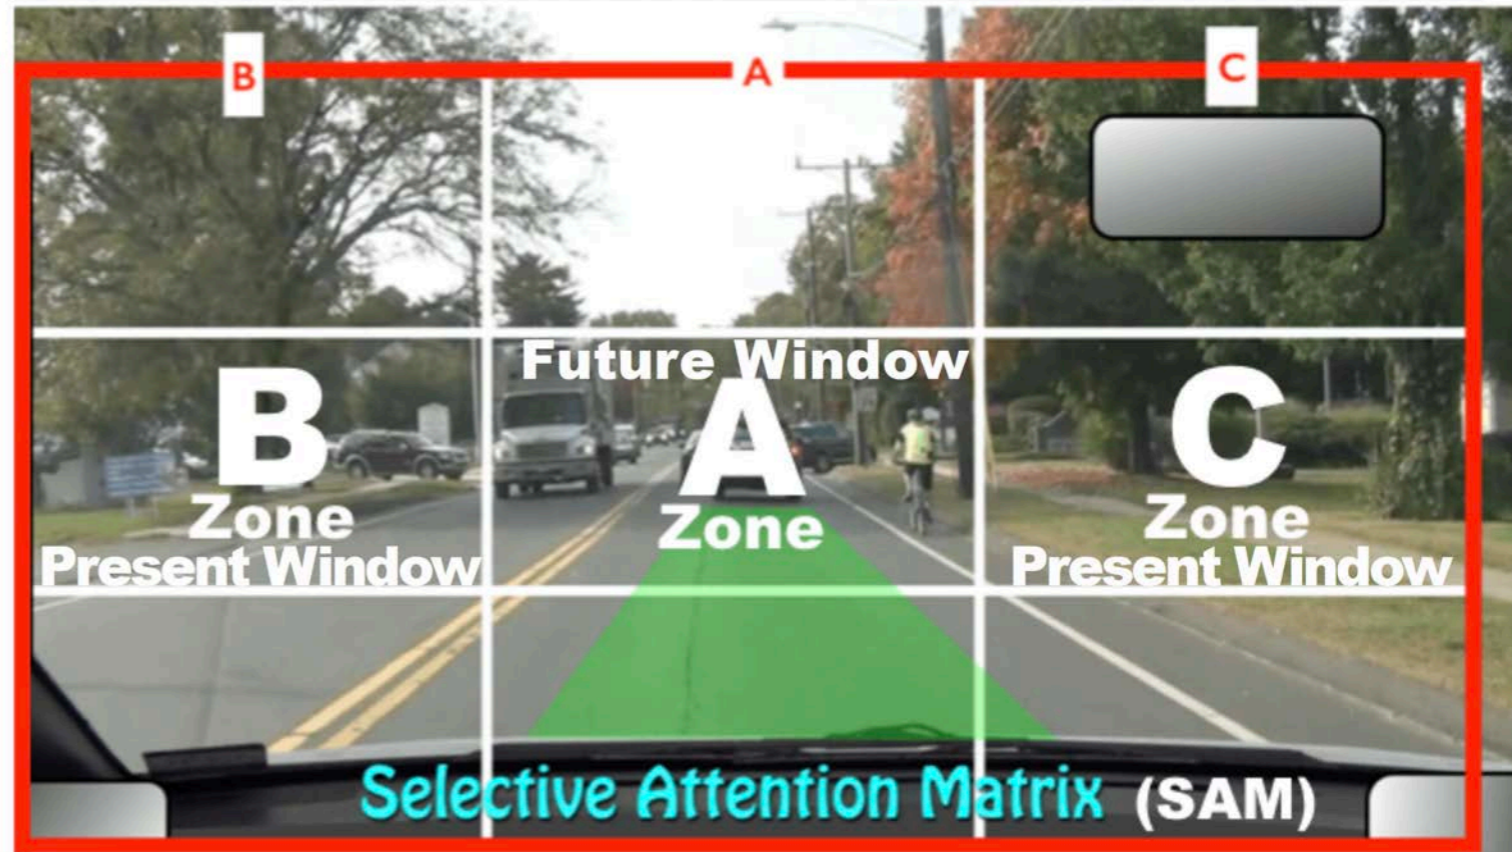 B
A
C
Future Window
B
A
C
Zone
Zone
Zone
Present Window
Present Window
Selective Attention Matrix (SAM)